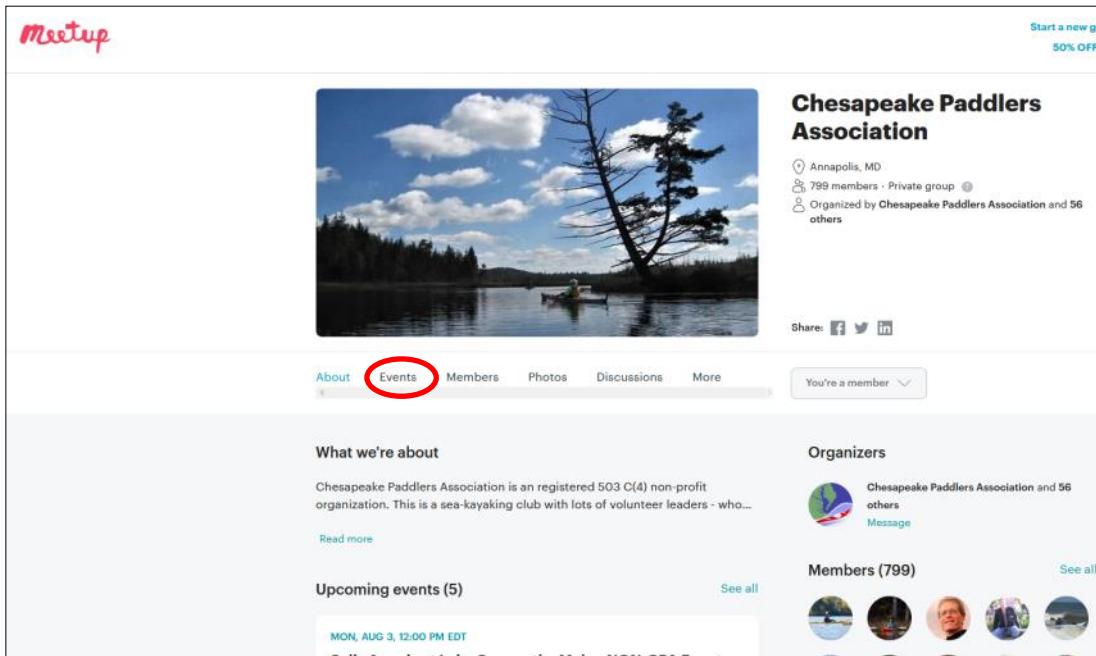 Meetup
Start a new g
50% OFF
Chesapeake Paddlers
Association
Annapolis, MD
799 members · Private group
Organized by Chesapeake Paddlers Association and 56
others
Share:
About Events Members Photos Discussions More
You're a member
What we're about
Chesapeake Paddlers Association is an registered 503 C(4) non-profit
organization. This is a sea-kayaking club with lots of volunteer leaders - who...
Read more
Upcoming events (5) See all
MON, AUG 3, 12:00 PM EDT
Organizers
Chesapeake Paddlers Association and 56
others
Message
Members (799) See all